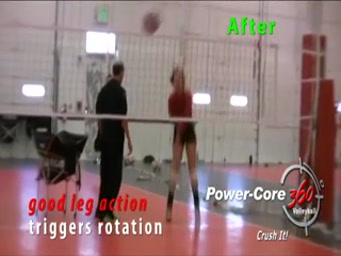 After
good leg action
triggers rotation
Power-Core 360
Volleyball
Crush It!